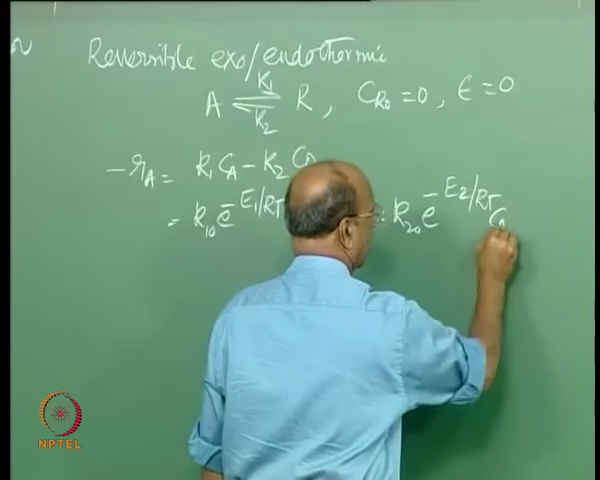 Reversible exo/endothermic
A ⇌ R , C_R0 = 0 , ϵ = 0
K1
K2
-r_A = K1 C_A - K2 C_R
= K10 e^-E1/RT K20 e^-E2/RT C
NPTEL